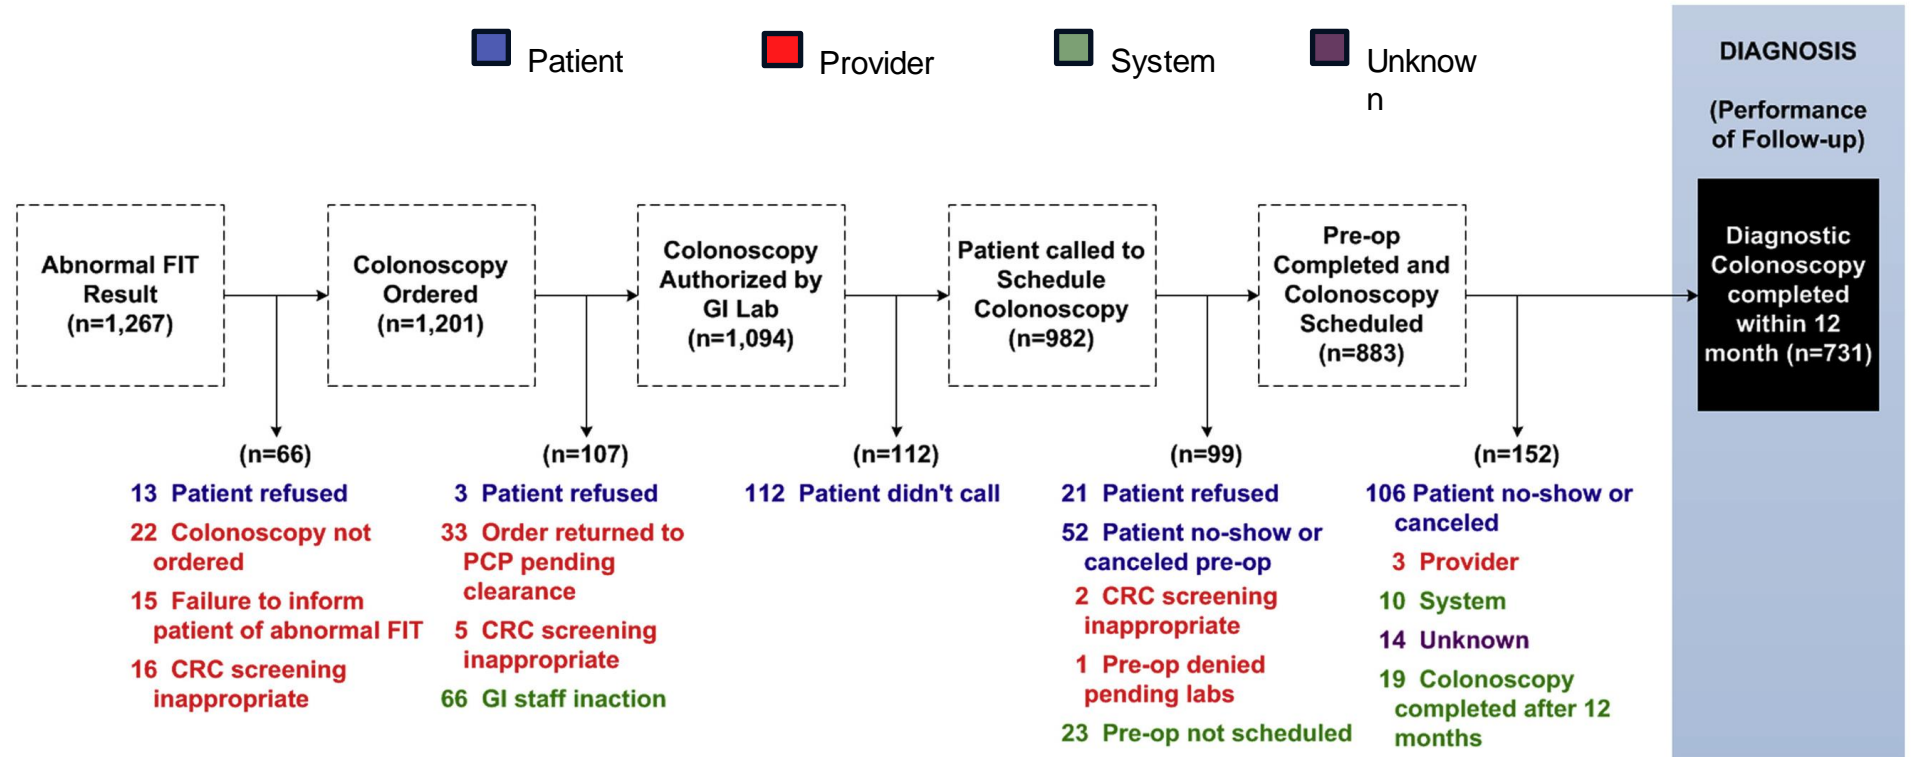 Patient
Provider
System
Unknow
n
DIAGNOSIS
(Performance
of Follow-up)
Abnormal FIT
Result
(n=1,267)
Colonoscopy
Ordered
(n=1,201)
Colonoscopy
Authorized by
GI Lab
(n=1,094)
Patient called to
Schedule
Colonoscopy
(n=982)
Pre-op
Completed and
Colonoscopy
Scheduled
(n=883)
Diagnostic
Colonoscopy
completed
within 12
month (n=731)
(n=66)
13 Patient refused
22 Colonoscopy not
ordered
15 Failure to inform
patient of abnormal FIT
16 CRC screening
inappropriate
(n=107)
3 Patient refused
33 Order returned to
PCP pending
clearance
5 CRC screening
inappropriate
66 GI staff inaction
(n=112)
112 Patient didn't call
(n=99)
21 Patient refused
52 Patient no-show or
canceled pre-op
2 CRC screening
inappropriate
1 Pre-op denied
pending labs
23 Pre-op not scheduled
(n=152)
106 Patient no-show or
canceled
3 Provider
10 System
14 Unknown
19 Colonoscopy
completed after 12
months